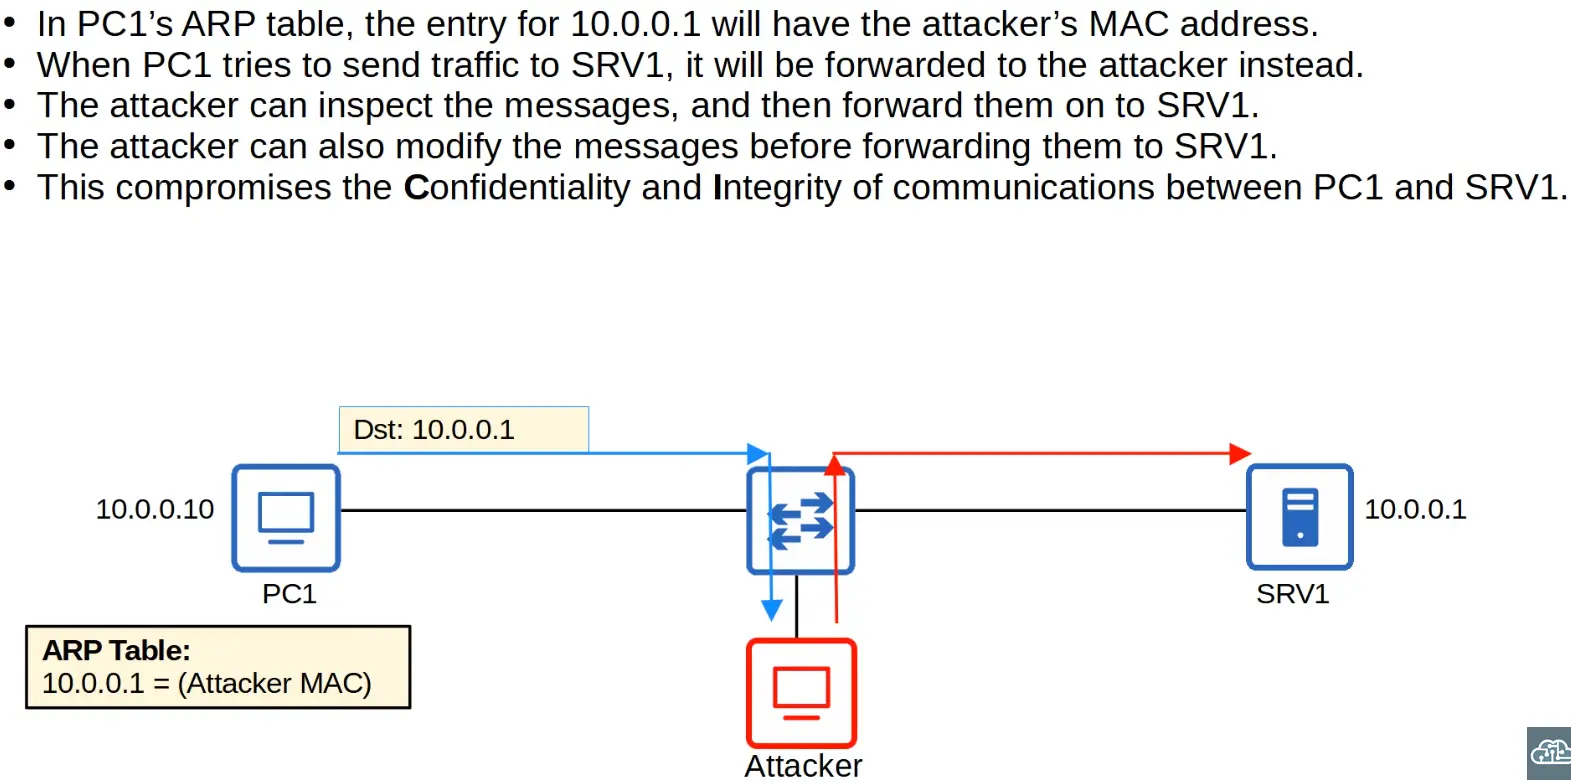 • In PC1’s ARP table, the entry for 10.0.0.1 will have the attacker’s MAC address.
• When PC1 tries to send traffic to SRV1, it will be forwarded to the attacker instead.
• The attacker can inspect the messages, and then forward them on to SRV1.
• The attacker can also modify the messages before forwarding them to SRV1.
• This compromises the Confidentiality and Integrity of communications between PC1 and SRV1.
Dst: 10.0.0.1
10.0.0.10
10.0.0.1
PC1
SRV1
ARP Table:
10.0.0.1 = (Attacker MAC)
Attacker